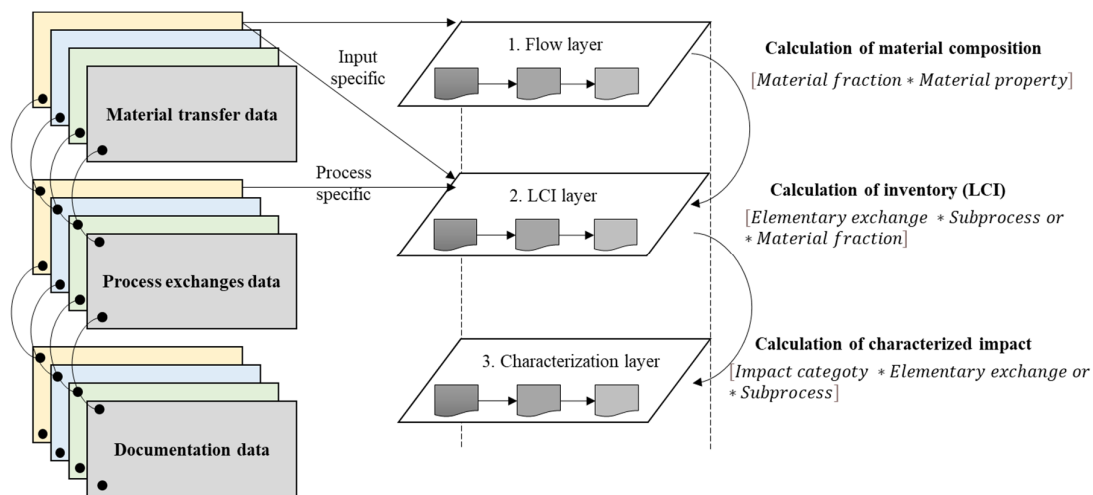 Material transfer data
Process exchanges data
Documentation data
Input
specific
Process
specific
1. Flow layer
2. LCI layer
3. Characterization layer
Calculation of material composition
[Material fraction * Material property]
Calculation of inventory (LCI)
[Elementary exchange * Subprocess or
* Material fraction]
Calculation of characterized impact
[Impact categoty * Elementary exchange or
* Subprocess]